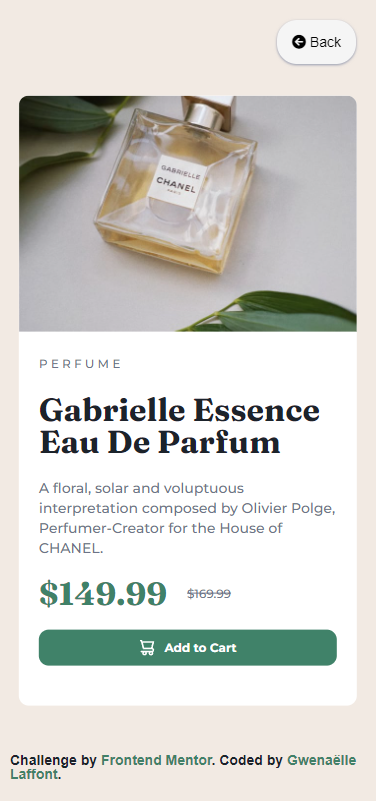 Back
GABRIELLE
CHANEL
PARIS
PERFUME
Gabrielle Essence
Eau De Parfum
A floral, solar and voluptuous
interpretation composed by Olivier Polge,
Perfumer-Creator for the House of
CHANEL.
$149.99 $169.99
Add to Cart
Challenge by Frontend Mentor. Coded by Gwenaëlle
Laffont.